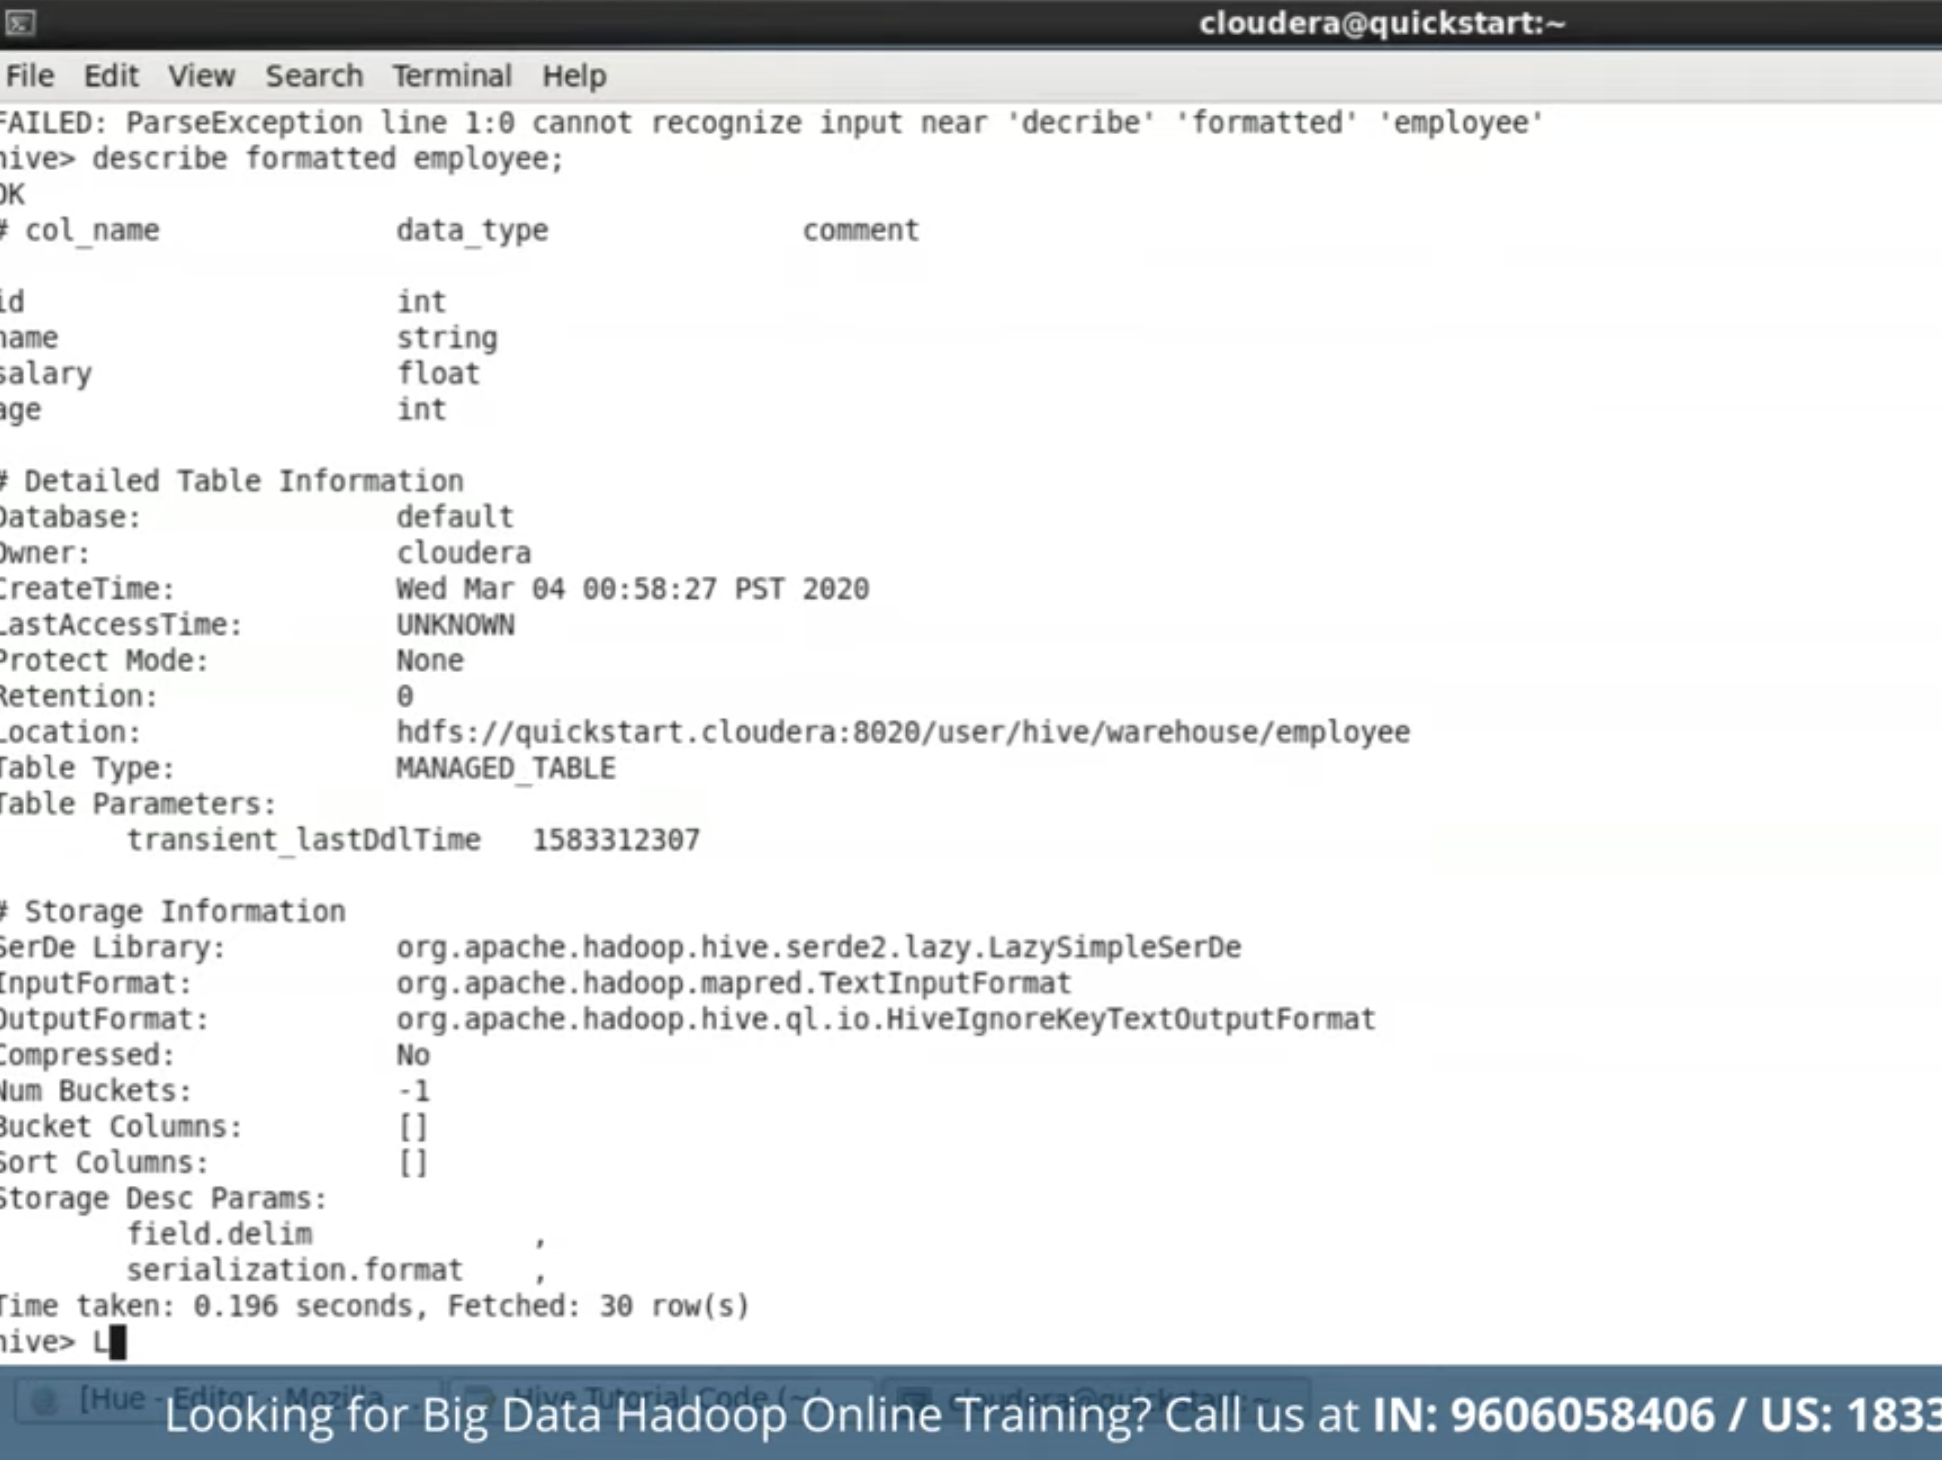 cloudera@quickstart:~
File Edit View Search Terminal Help
FAILED: ParseException line 1:0 cannot recognize input near 'decribe' 'formatted' 'employee'
hive> describe formatted employee;
OK
# col_name data_type comment
id int
name string
salary float
age int
# Detailed Table Information
Database: default
Owner: cloudera
CreateTime: Wed Mar 04 00:58:27 PST 2020
LastAccessTime: UNKNOWN
Protect Mode: None
Retention: 0
Location: hdfs://quickstart.cloudera:8020/user/hive/warehouse/employee
Table Type: MANAGED_TABLE
Table Parameters:
transient_lastDdlTime 1583312307
# Storage Information
SerDe Library: org.apache.hadoop.hive.serde2.lazy.LazySimpleSerDe
InputFormat: org.apache.hadoop.mapred.TextInputFormat
OutputFormat: org.apache.hadoop.hive.ql.io.HiveIgnoreKeyTextOutputFormat
Compressed: No
Num Buckets: -1
Bucket Columns: []
Sort Columns: []
Storage Desc Params:
field.delim ,
serialization.format ,
Time taken: 0.196 seconds, Fetched: 30 row(s)
hive> L
[Hue - Editor - Mozilla Hive Tutorial Code (~ cloudera@quickstart:~
Looking for Big Data Hadoop Online Training? Call us at IN: 9606058406 / US: 1833